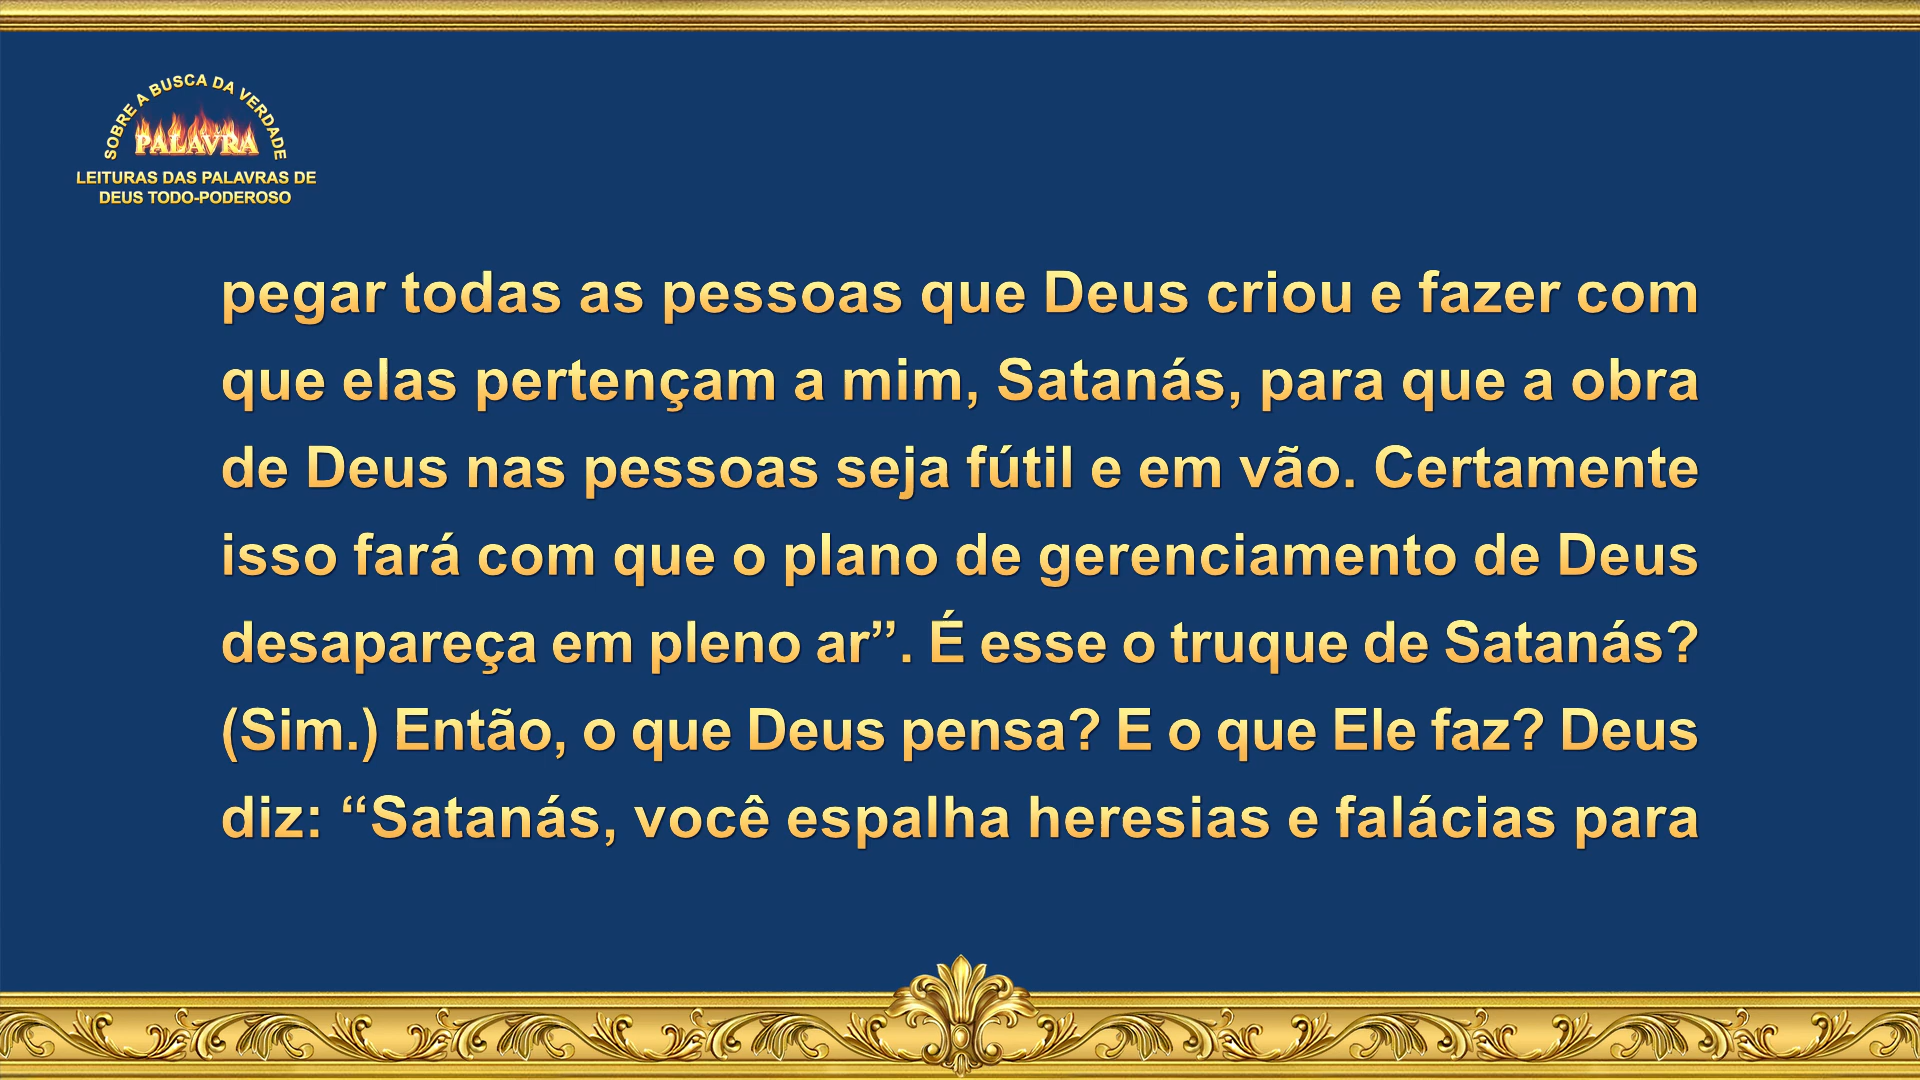 SOBRE A BUSCA DA VERDADE
PALAVRA
LEITURAS DAS PALAVRAS DE
DEUS TODO-PODEROSO
pegar todas as pessoas que Deus criou e fazer com
que elas pertençam a mim, Satanás, para que a obra
de Deus nas pessoas seja fútil e em vão. Certamente
isso fará com que o plano de gerenciamento de Deus
desapareça em pleno ar”. É esse o truque de Satanás?
(Sim.) Então, o que Deus pensa? E o que Ele faz? Deus
diz: “Satanás, você espalha heresias e falácias para